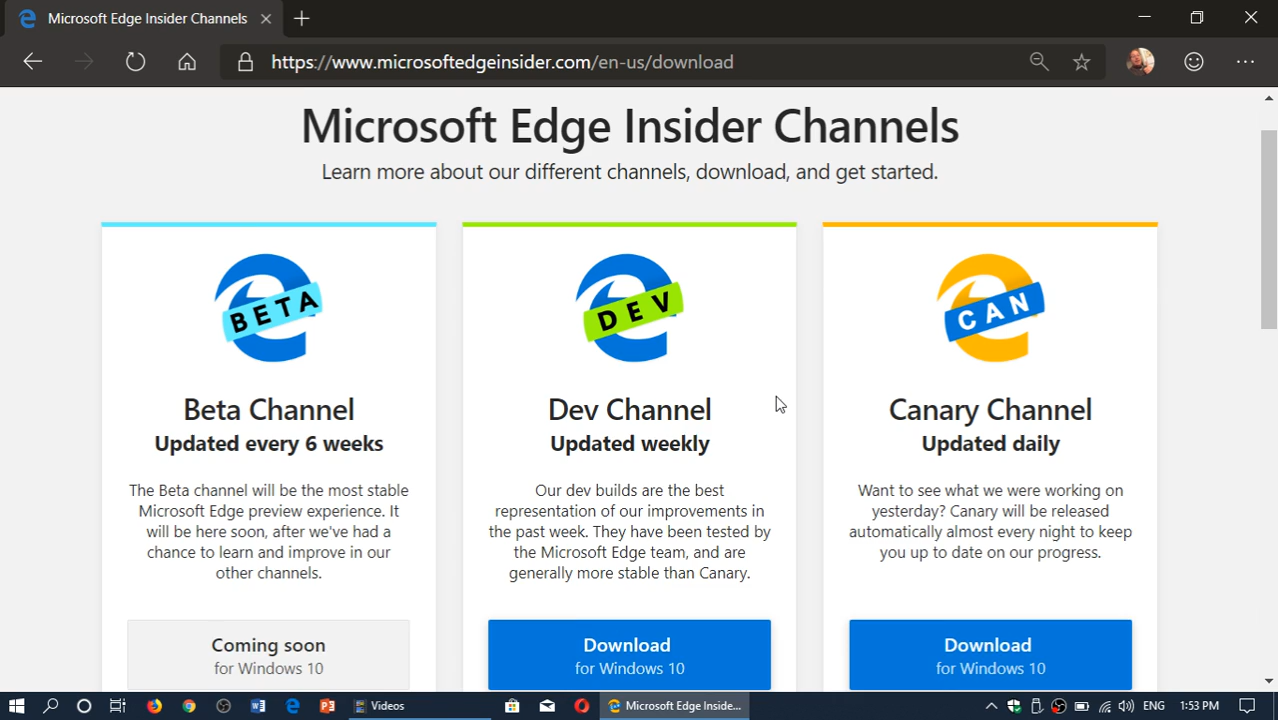 Microsoft Edge Insider Channels
https://www.microsoftedgeinsider.com/en-us/download
Microsoft Edge Insider Channels
Learn more about our different channels, download, and get started.
BETA
Beta Channel
Updated every 6 weeks
The Beta channel will be the most stable
Microsoft Edge preview experience. It
will be here soon, after we've had a
chance to learn and improve in our
other channels.
Coming soon
for Windows 10
DEV
Dev Channel
Updated weekly
Our dev builds are the best
representation of our improvements in
the past week. They have been tested by
the Microsoft Edge team, and are
generally more stable than Canary.
Download
for Windows 10
CAN
Canary Channel
Updated daily
Want to see what we were working on
yesterday? Canary will be released
automatically almost every night to keep
you up to date on our progress.
Download
for Windows 10
Videos
Microsoft Edge Inside...
ENG
1:53 PM